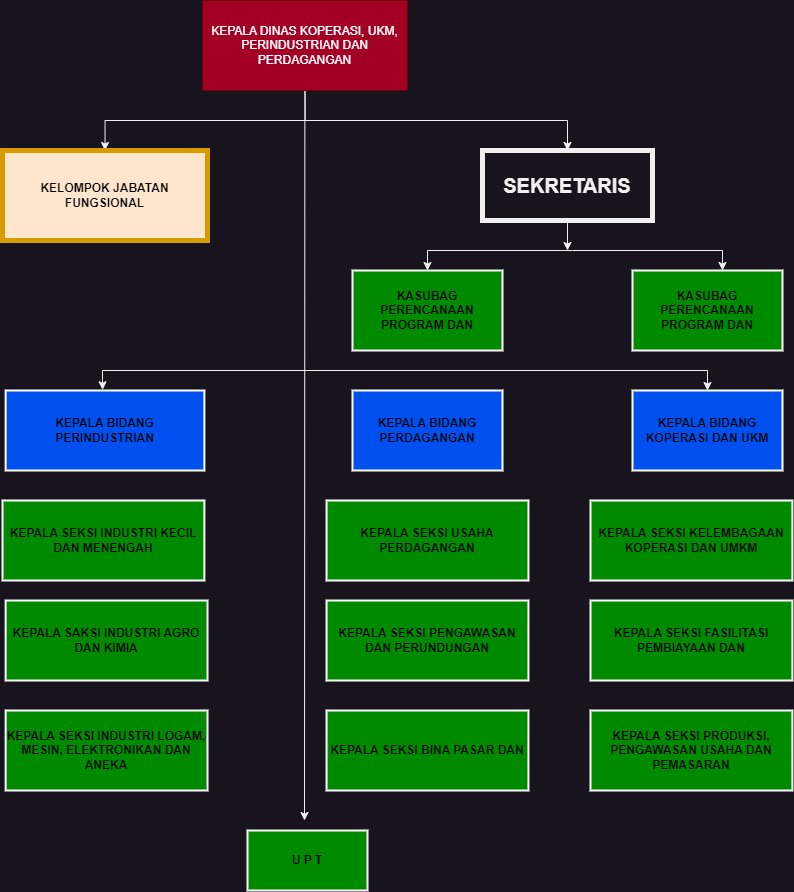 KEPALA DINAS KOPERASI, UKM,
PERINDUSTRIAN DAN
PERDAGANGAN
KELOMPOK JABATAN
FUNGSIONAL
SEKRETARIS
KASUBAG
PERENCANAAN
PROGRAM DAN
KASUBAG
PERENCANAAN
PROGRAM DAN
KEPALA BIDANG
PERINDUSTRIAN
KEPALA BIDANG
PERDAGANGAN
KEPALA BIDANG
KOPERASI DAN UKM
KEPALA SEKSI INDUSTRI KECIL
DAN MENENGAH
KEPALA SEKSI USAHA
PERDAGANGAN
KEPALA SEKSI KELEMBAGAAN
KOPERASI DAN UMKM
KEPALA SAKSI INDUSTRI AGRO
DAN KIMIA
KEPALA SEKSI PENGAWASAN
DAN PERUNDUNGAN
KEPALA SEKSI FASILITASI
PEMBIAYAAN DAN
KEPALA SEKSI INDUSTRI LOGAM,
MESIN, ELEKTRONIKAN DAN
ANEKA
KEPALA SEKSI BINA PASAR DAN
KEPALA SEKSI PRODUKSI,
PENGAWASAN USAHA DAN
PEMASARAN
U P T